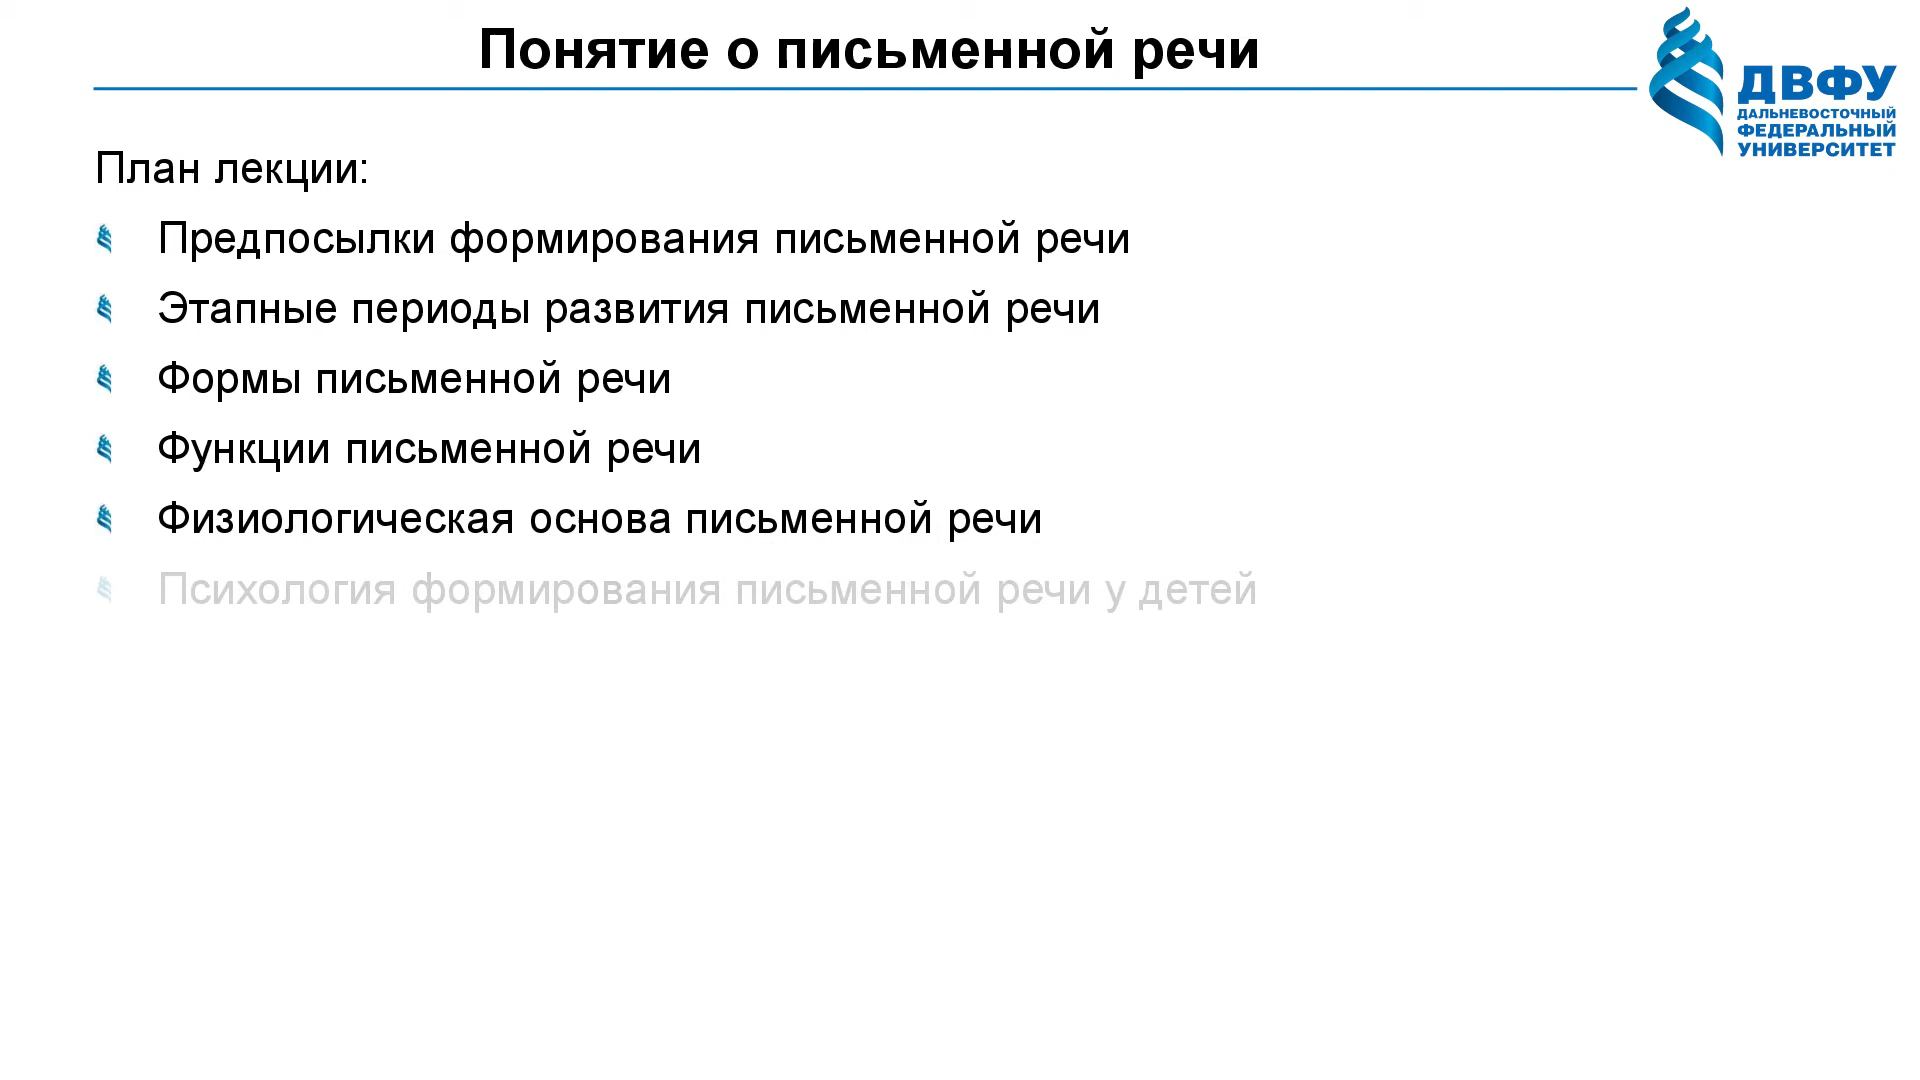 Понятие о письменной речи
ДВФУ
ДАЛЬНЕВОСТОЧНЫЙ
ФЕДЕРАЛЬНЫЙ
УНИВЕРСИТЕТ
План лекции:
Предпосылки формирования письменной речи
Этапные периоды развития письменной речи
Формы письменной речи
Функции письменной речи
Физиологическая основа письменной речи
Психология формирования письменной речи у детей